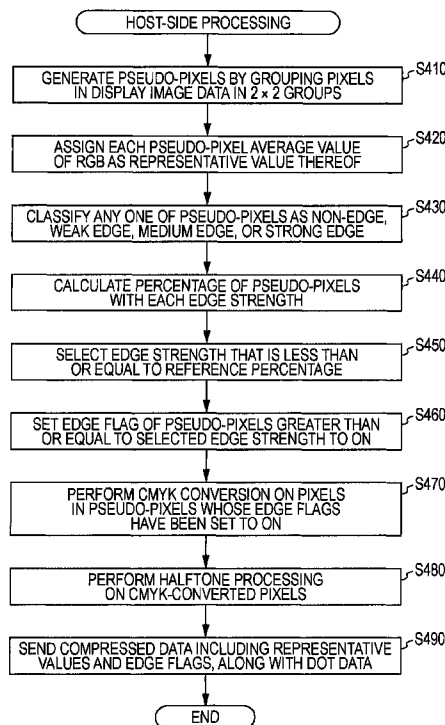 HOST-SIDE PROCESSING
S410
GENERATE PSEUDO-PIXELS BY GROUPING PIXELS
IN DISPLAY IMAGE DATA IN 2 × 2 GROUPS
S420
ASSIGN EACH PSEUDO-PIXEL AVERAGE VALUE
OF RGB AS REPRESENTATIVE VALUE THEREOF
S430
CLASSIFY ANY ONE OF PSEUDO-PIXELS AS NON-EDGE,
WEAK EDGE, MEDIUM EDGE, OR STRONG EDGE
S440
CALCULATE PERCENTAGE OF PSEUDO-PIXELS
WITH EACH EDGE STRENGTH
S450
SELECT EDGE STRENGTH THAT IS LESS THAN
OR EQUAL TO REFERENCE PERCENTAGE
S460
SET EDGE FLAG OF PSEUDO-PIXELS GREATER THAN
OR EQUAL TO SELECTED EDGE STRENGTH TO ON
S470
PERFORM CMYK CONVERSION ON PIXELS
IN PSEUDO-PIXELS WHOSE EDGE FLAGS
HAVE BEEN SET TO ON
S480
PERFORM HALFTONE PROCESSING
ON CMYK-CONVERTED PIXELS
S490
SEND COMPRESSED DATA INCLUDING REPRESENTATIVE
VALUES AND EDGE FLAGS, ALONG WITH DOT DATA
END